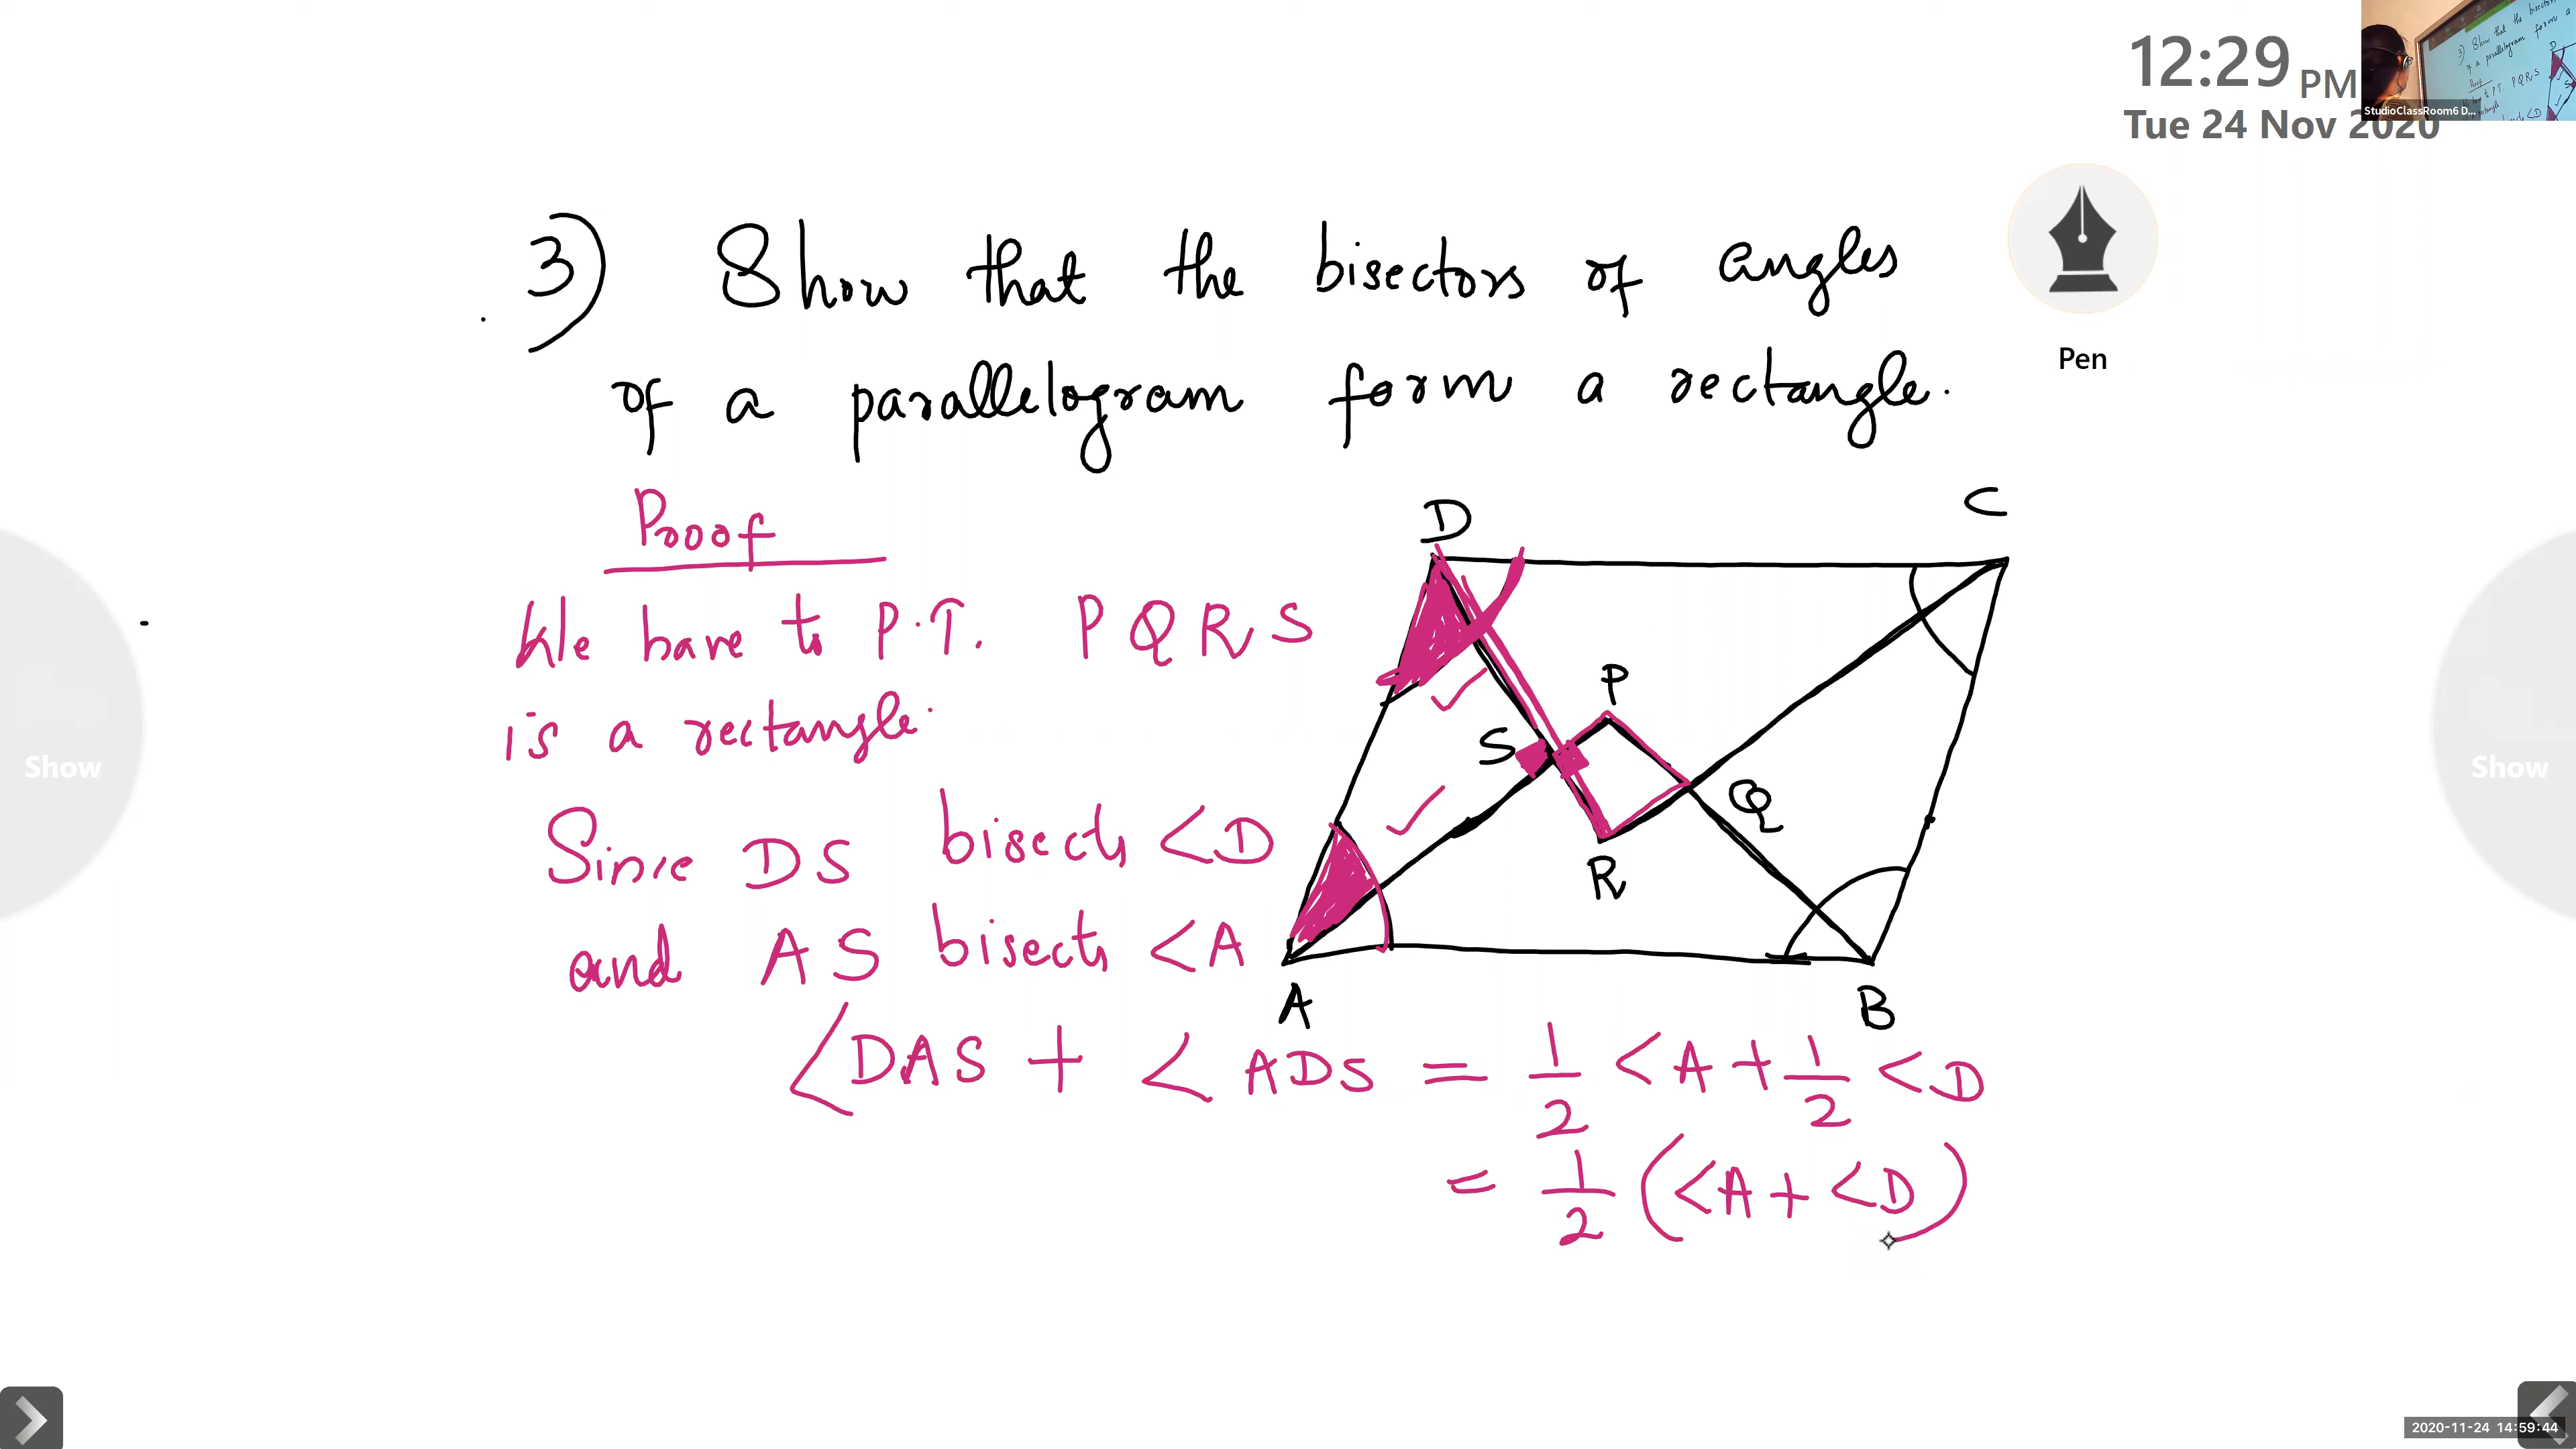 12:29 PM
Tue 24 Nov 2020
StudioClassRoom6 D...
Pen
3) Show that the bisectors of angles
of a parallelogram form a rectangle.
Proof
We have to P.T. PQRS
is a rectangle.
Since DS bisects <D
and AS bisects <A
<DAS + <ADS = 1/2 <A + 1/2 <D
= 1/2 (<A + <D)
D
C
P
S
Q
R
A
B
Show
Show
2020-11-24 14:59:44